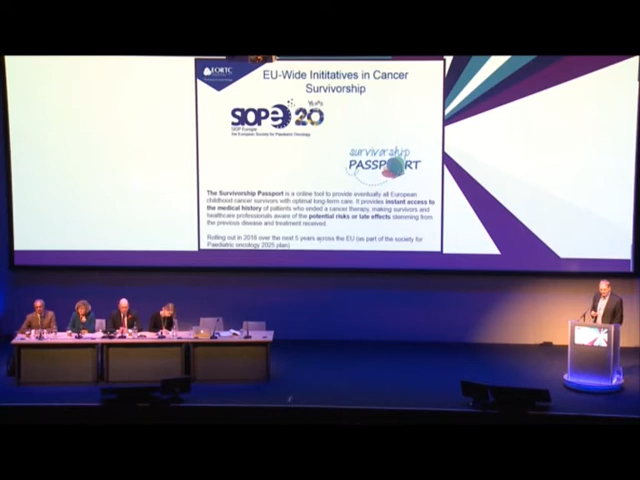 EORTC
EU-Wide Inititatives in Cancer
Survivorship
SIOPe 20 Years
SIOP Europe
the European Society for Paediatric Oncology
survivorship
PASSPORT
The Survivorship Passport is a online tool to provide eventually all European
childhood cancer survivors with optimal long-term care. It provides instant access to
the medical history of patients who ended a cancer therapy, making survivors and
healthcare professionals aware of the potential risks or late effects stemming from
the previous disease and treatment received.
Rolling out in 2018 over the next 5 years across the EU (as part of the society for
Paediatric oncology 2025 plan)